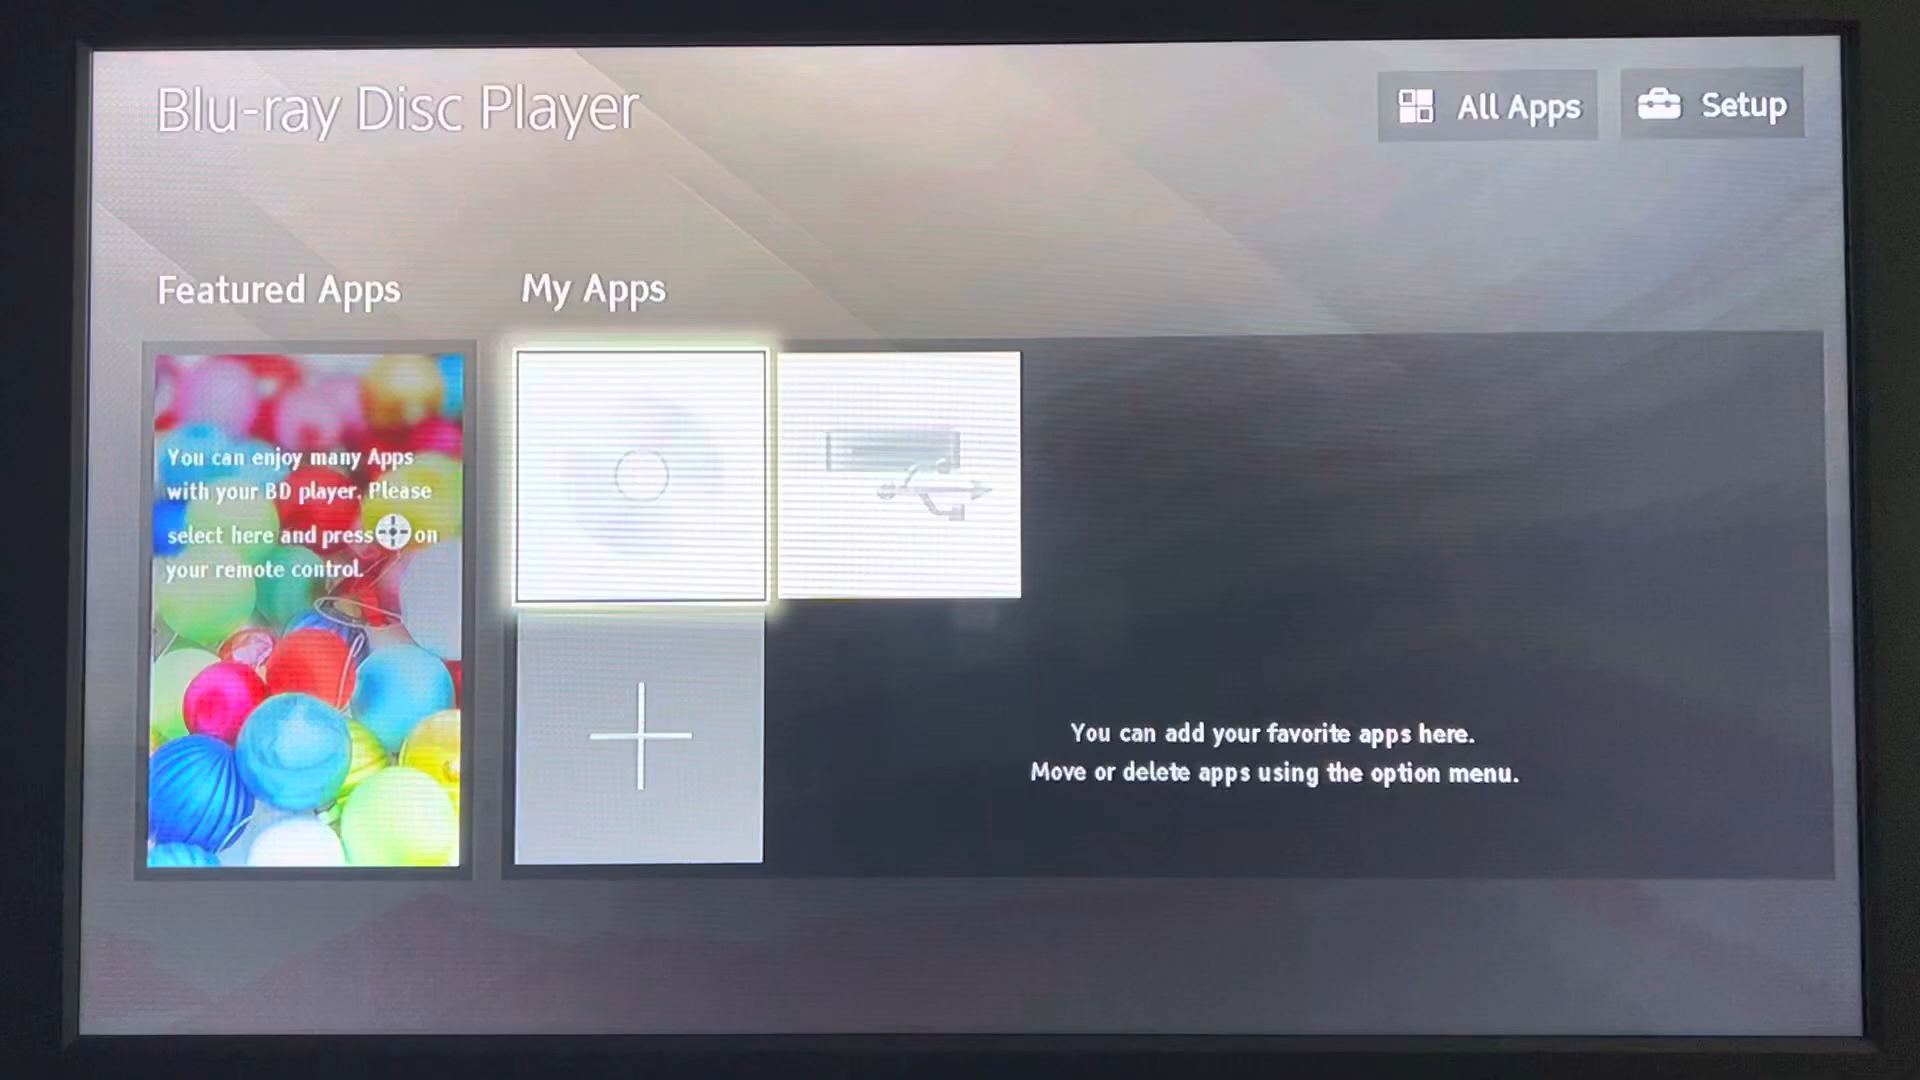 Blu-ray Disc Player
All Apps
Setup
Featured Apps
My Apps
You can enjoy many Apps
with your BD player. Please
select here and press on
your remote control.
You can add your favorite apps here.
Move or delete apps using the option menu.